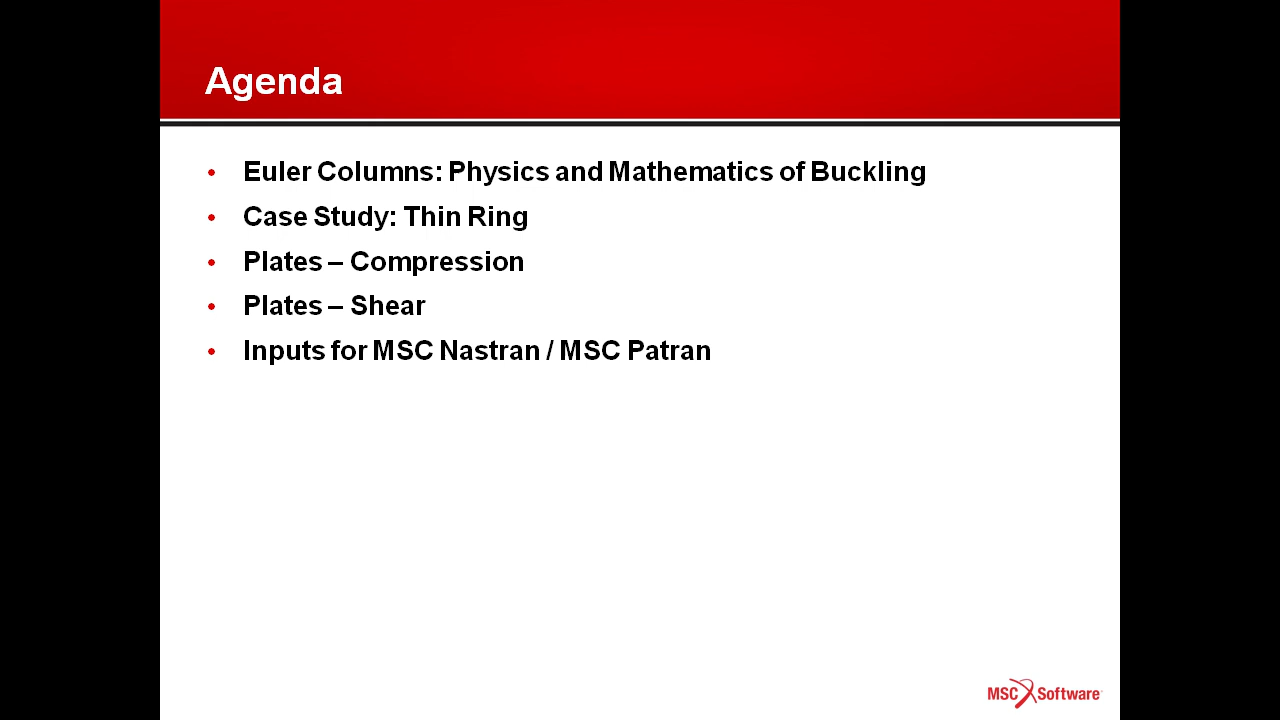 Agenda
• Euler Columns: Physics and Mathematics of Buckling
• Case Study: Thin Ring
• Plates – Compression
• Plates – Shear
• Inputs for MSC Nastran / MSC Patran
MSC Software